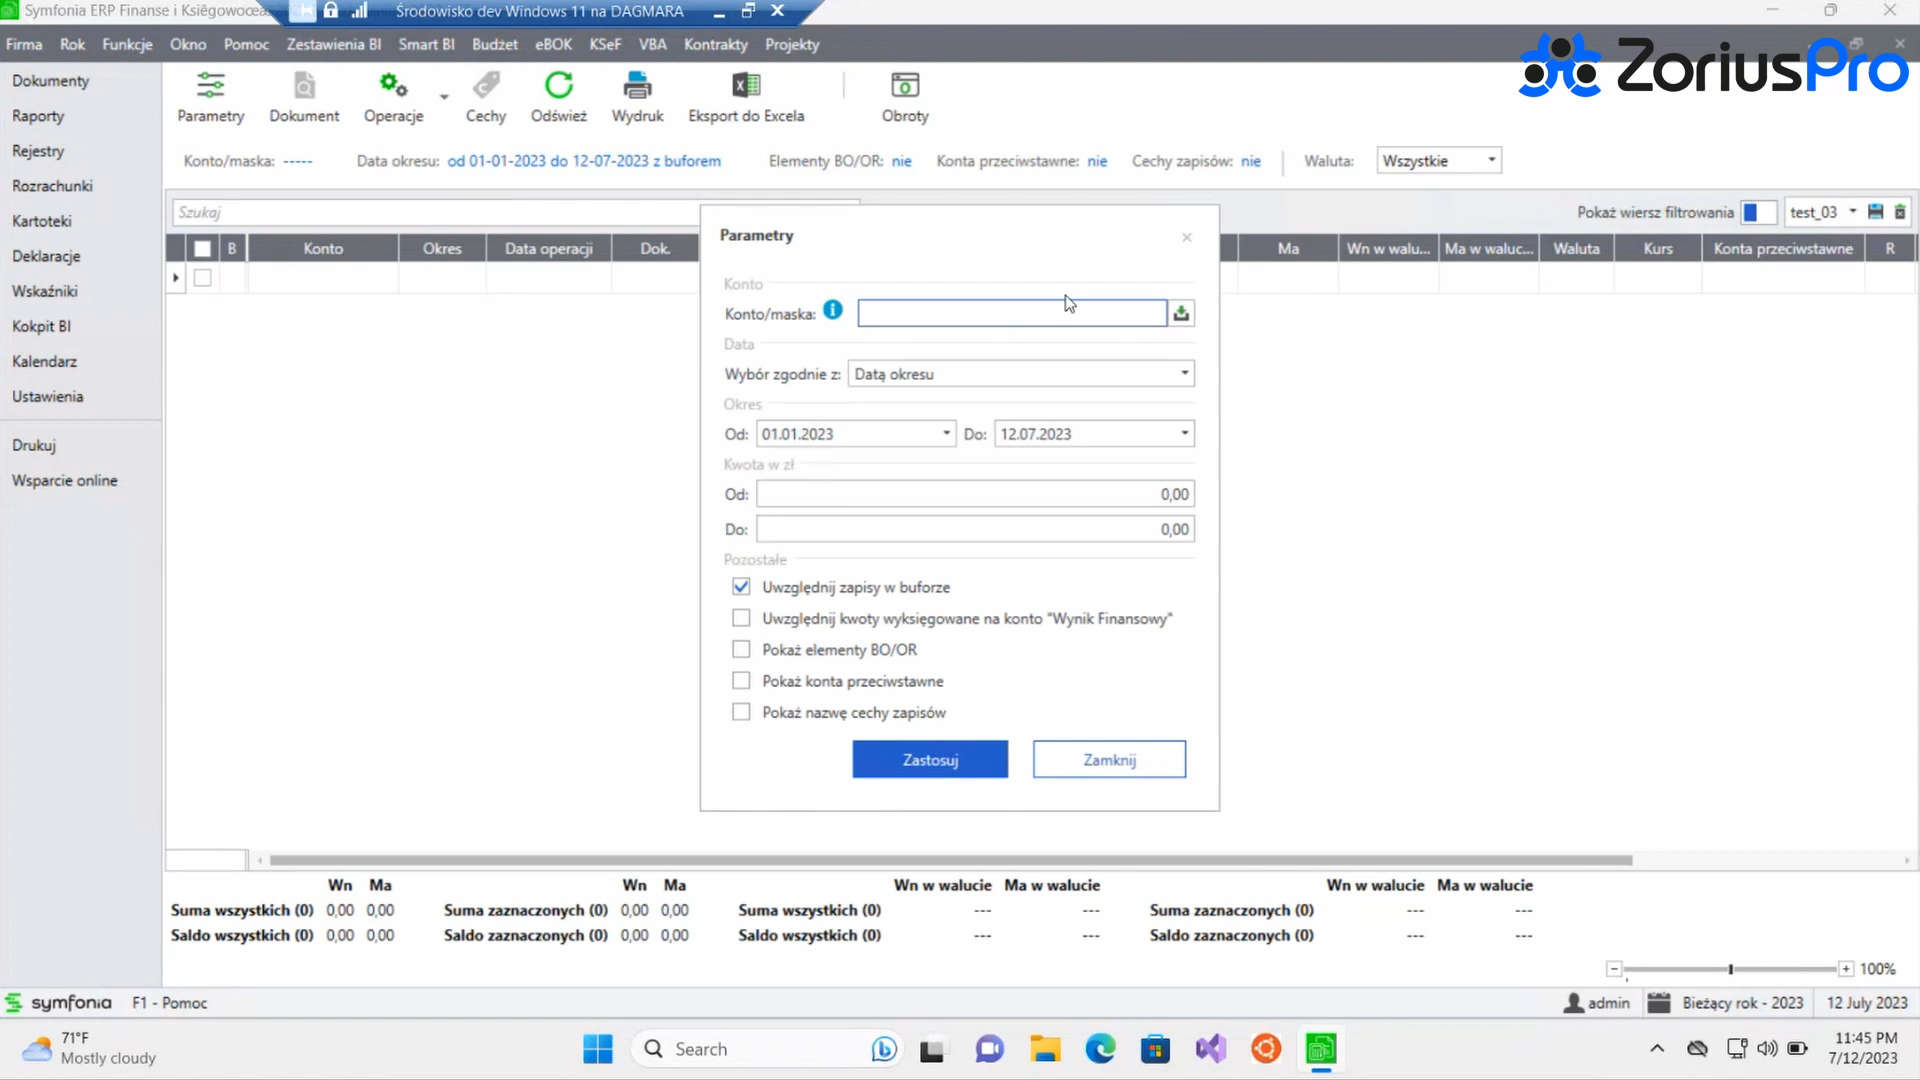 Symfonia ERP Finanse i Księgowość
Środowisko dev Windows 11 na DAGMARA
Firma Rok Funkcje Okno Pomoc Zestawienia BI Smart BI Budżet eBOK KSeF VBA Kontrakty Projekty
ZoriusPro
Dokumenty
Raporty
Rejestry
Rozrachunki
Kartoteki
Deklaracje
Wskaźniki
Kokpit BI
Kalendarz
Ustawienia
Drukuj
Wsparcie online
Parametry Dokument Operacje Cechy Odśwież Wydruk Eksport do Excela Obroty
Konto/maska: ----- Data okresu: od 01-01-2023 do 12-07-2023 z buforem Elementy BO/OR: nie Konta przeciwstawne: nie Cechy zapisów: nie Waluta: Wszystkie
Szukaj
Pokaż wiersz filtrowania test_03
B Konto Okres Data operacji Dok. Ma Wn w walu... Ma w waluc... Waluta Kurs Konta przeciwstawne R
Parametry
Konto
Konto/maska:
Data
Wybór zgodnie z: Datą okresu
Okres
Od: 01.01.2023 Do: 12.07.2023
Kwota w zł
Od: 0,00
Do: 0,00
Pozostałe
Uwzględnij zapisy w buforze
Uwzględnij kwoty wyksięgowane na konto "Wynik Finansowy"
Pokaż elementy BO/OR
Pokaż konta przeciwstawne
Pokaż nazwę cechy zapisów
Zastosuj Zamknij
Wn Ma Wn Ma Wn w walucie Ma w walucie Wn w walucie Ma w walucie
Suma wszystkich (0) 0,00 0,00 Suma zaznaczonych (0) 0,00 0,00 Suma wszystkich (0) --- --- Suma zaznaczonych (0) --- ---
Saldo wszystkich (0) 0,00 0,00 Saldo zaznaczonych (0) 0,00 0,00 Saldo wszystkich (0) --- --- Saldo zaznaczonych (0) --- ---
100%
symfonia F1 - Pomoc
admin Bieżący rok - 2023 12 July 2023
71°F
Mostly cloudy
Search
11:45 PM
7/12/2023